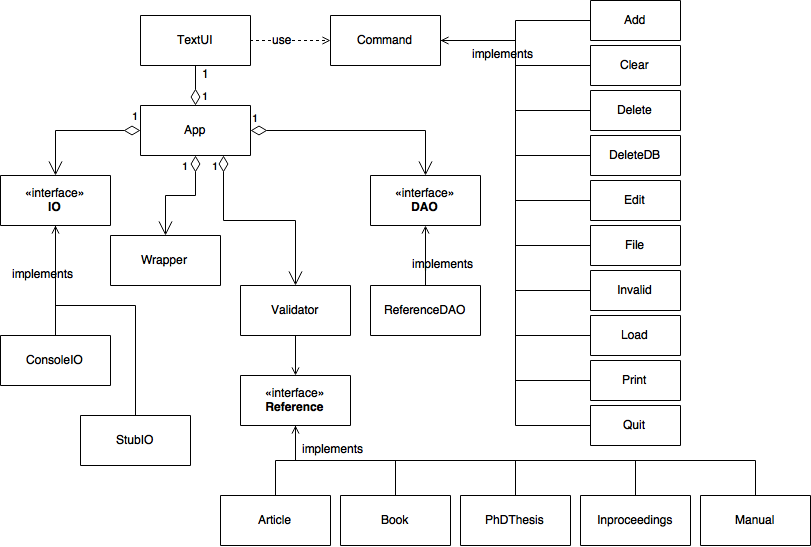 TextUI
use
Command
implements
Add
Clear
Delete
DeleteDB
Edit
File
Invalid
Load
Print
Quit
1
1
App
1
1
1
1
«interface»
IO
«interface»
DAO
Wrapper
implements
implements
Validator
ReferenceDAO
ConsoleIO
«interface»
Reference
StubIO
implements
Article
Book
PhDThesis
Inproceedings
Manual